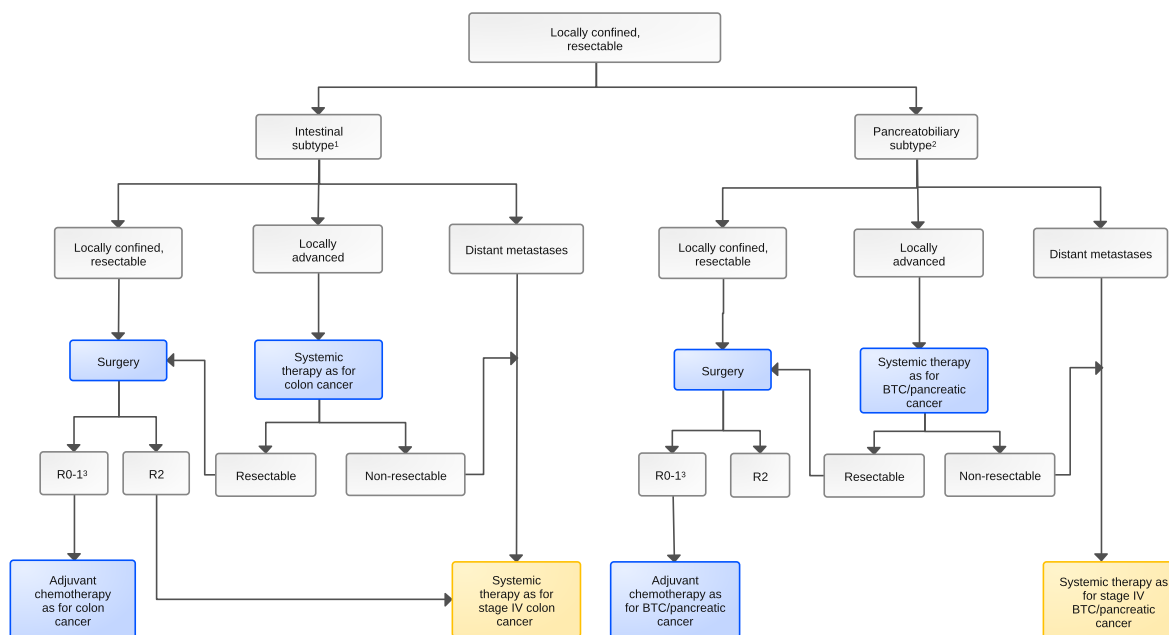 Locally confined,
resectable
Intestinal
subtype¹
Pancreatobiliary
subtype²
Locally confined,
resectable
Locally
advanced
Distant metastases
Locally confined,
resectable
Locally
advanced
Distant metastases
Surgery
Systemic
therapy as for
colon cancer
Surgery
Systemic therapy
as for
BTC/pancreatic
cancer
R0-1³
R2
Resectable
Non-resectable
R0-1³
R2
Resectable
Non-resectable
Adjuvant
chemotherapy
as for colon
cancer
Systemic
therapy as for
stage IV colon
cancer
Adjuvant
chemotherapy as
for BTC/pancreatic
cancer
Systemic therapy as
for stage IV
BTC/pancreatic
cancer